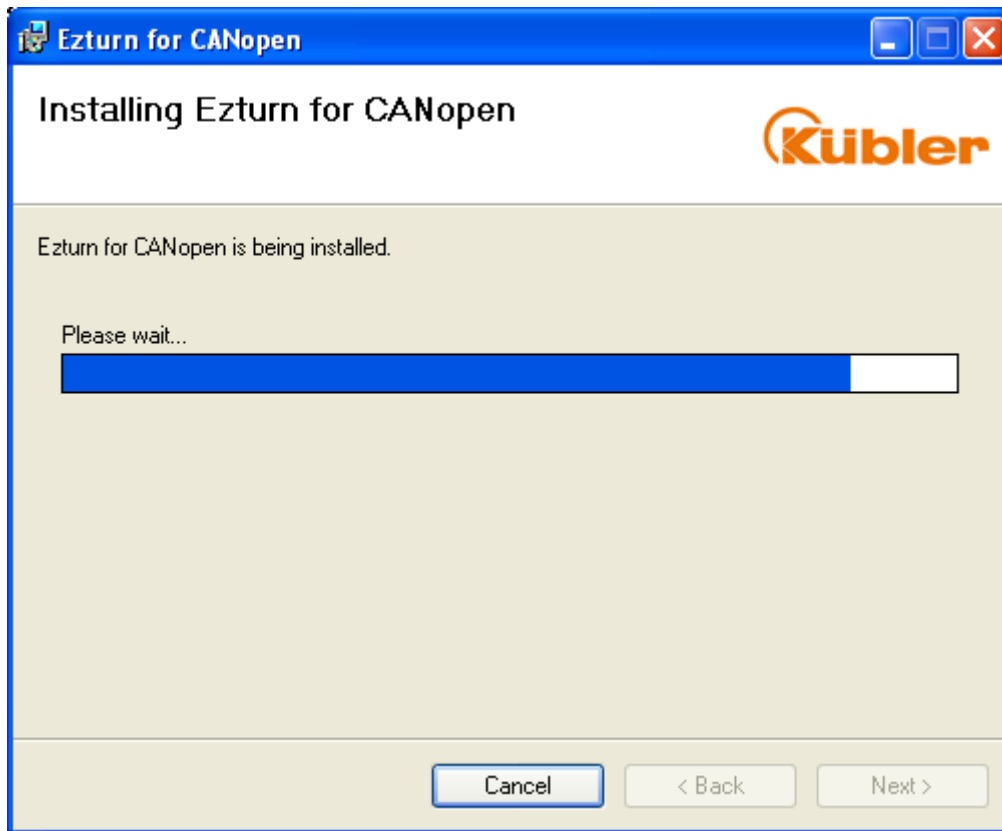 Ezturn for CANopen
Installing Ezturn for CANopen
Kübler
Ezturn for CANopen is being installed.
Please wait...
Cancel
< Back
Next >